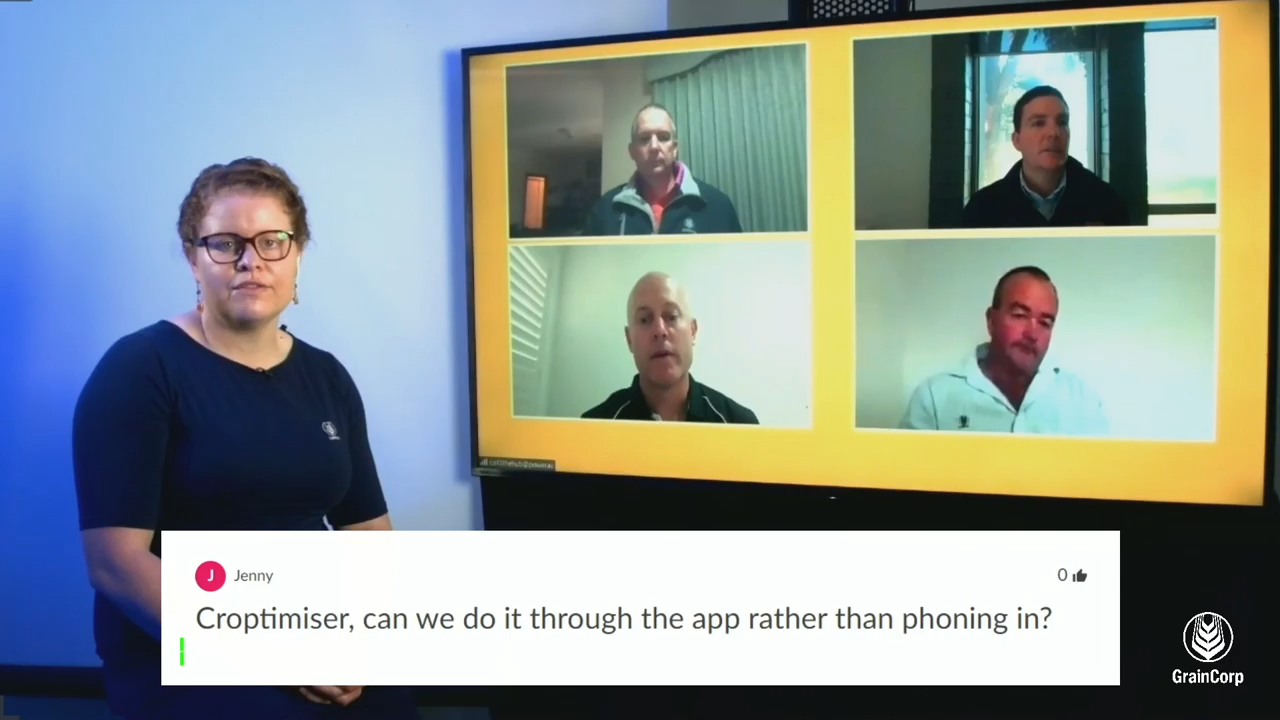 J Jenny
0
Croptimiser, can we do it through the app rather than phoning in?
GrainCorp